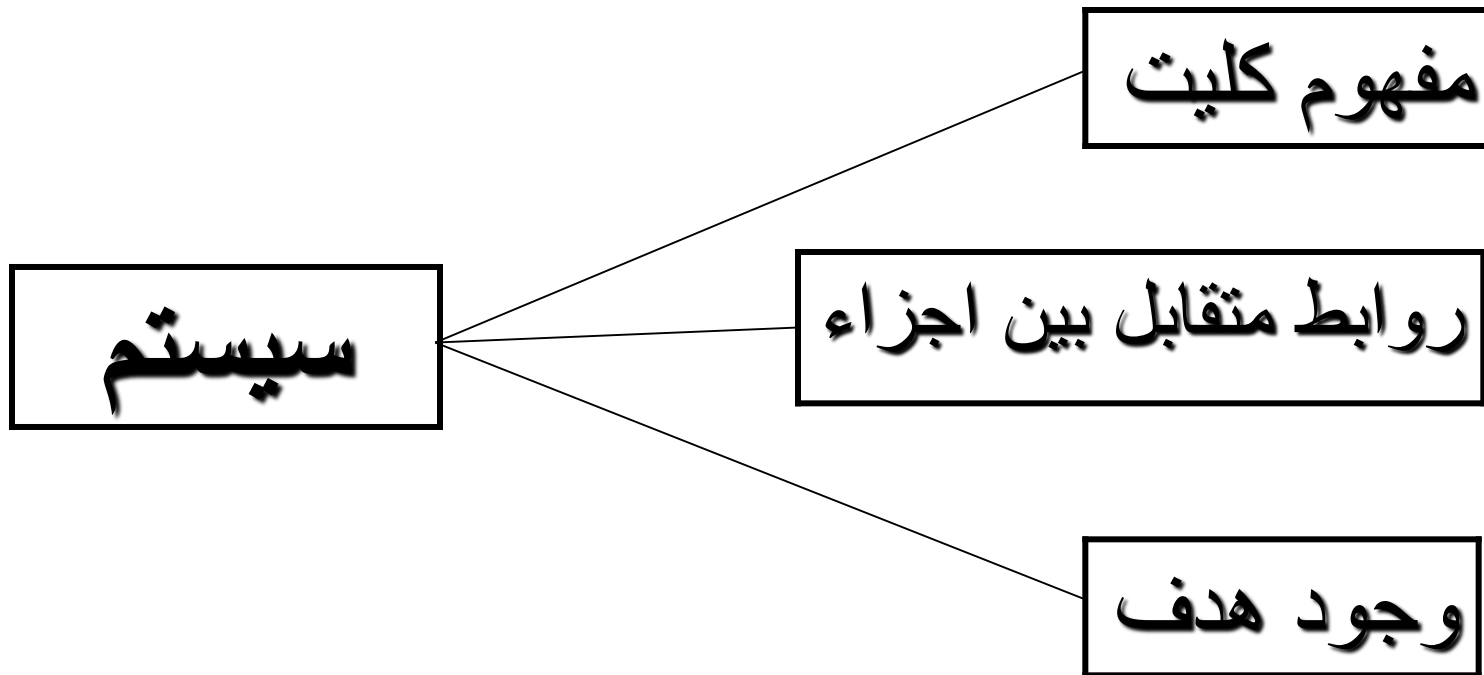 مفهوم کلیت
روابط متقابل بین اجزاء
سیستم
وجود هدف